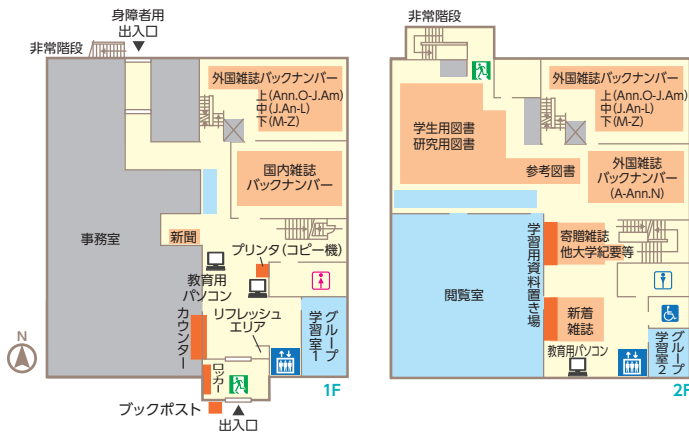 身障者用
出入口
非常階段
外国雑誌バックナンバー
上(Ann.O-J.Am)
中(J.An-L)
下(M-Z)
国内雑誌
バックナンバー
事務室
新聞
プリンタ(コピー機)
教育用
パソコン
カウンター
リフレッシュ
エリア
グループ
学習室1
ロッカー
N
1F
ブックポスト
出入口
非常階段
外国雑誌バックナンバー
上(Ann.O-J.Am)
中(J.An-L)
下(M-Z)
学生用図書
研究用図書
参考図書
外国雑誌
バックナンバー
(A-Ann.N)
学習用資料置き場
寄贈雑誌
他大学紀要等
閲覧室
新着
雑誌
教育用パソコン
グループ
学習室2
2F